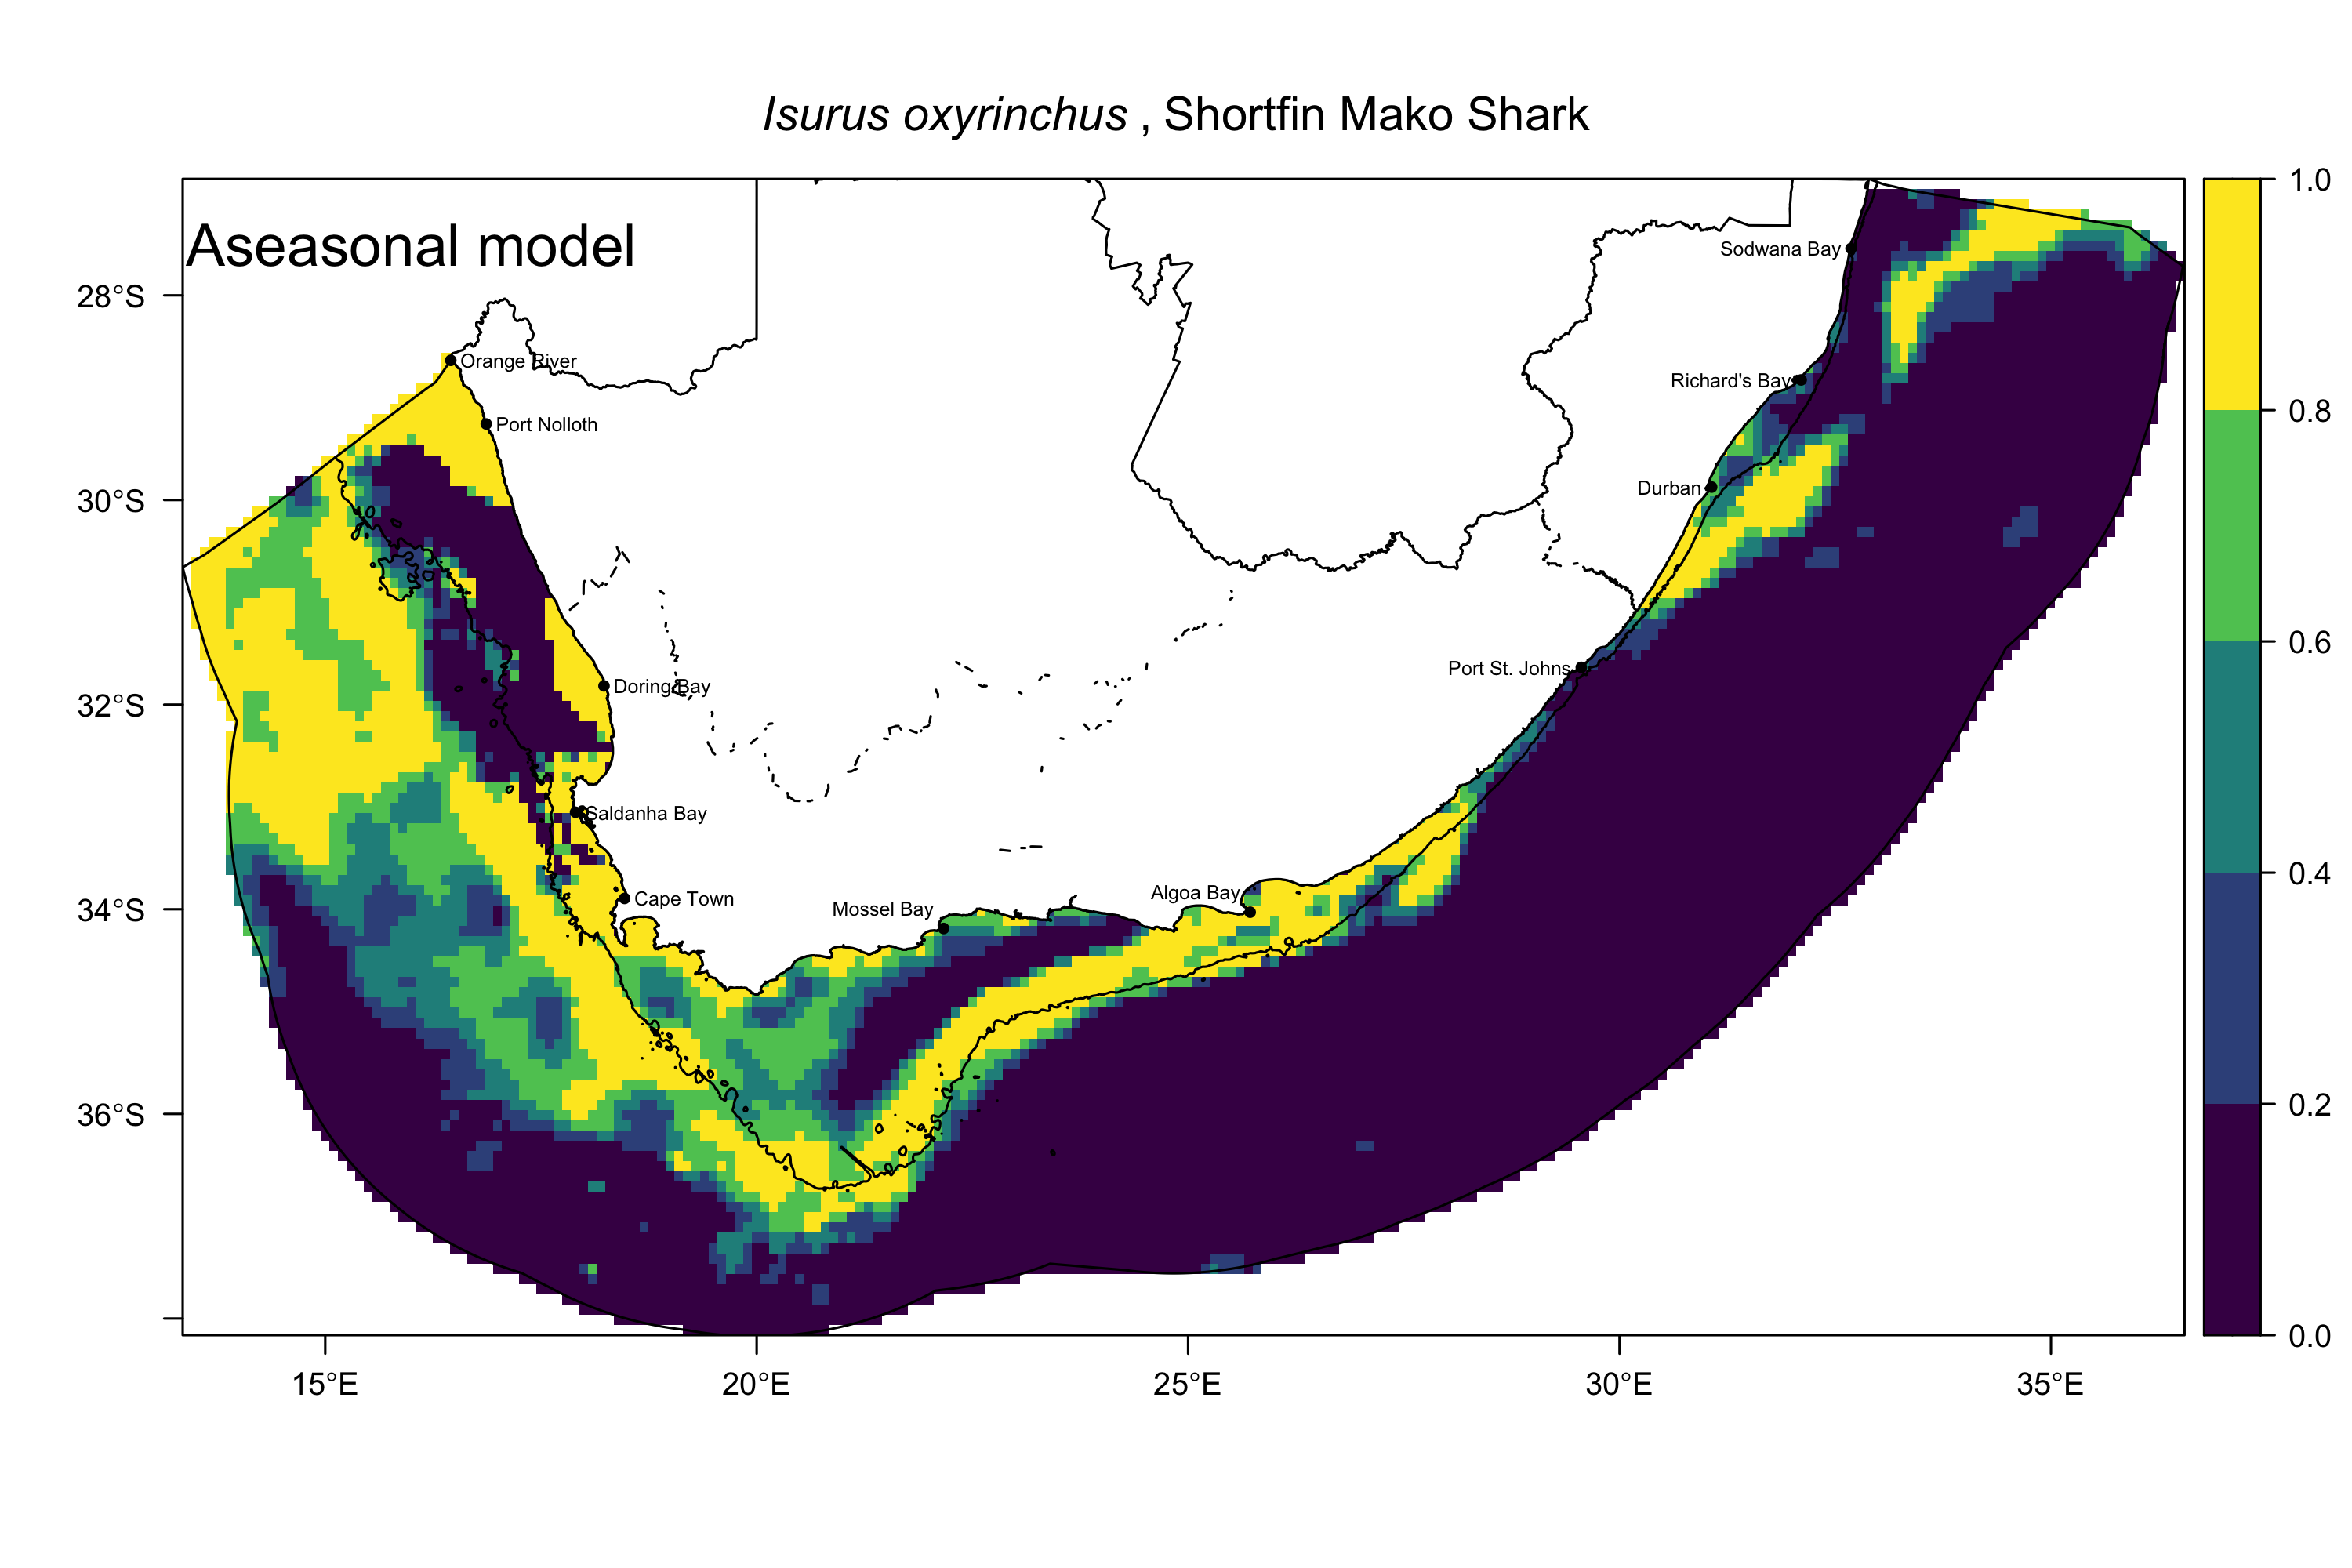 Isurus oxyrinchus , Shortfin Mako Shark
Aseasonal model
1.0
0.8
0.6
0.4
0.2
0.0
28°S
30°S
32°S
34°S
36°S
15°E
20°E
25°E
30°E
35°E
Sodwana Bay
Orange River
Richard's Bay
Port Nolloth
Durban
Port St. Johns
Doring Bay
Saldanha Bay
Algoa Bay
Cape Town
Mossel Bay